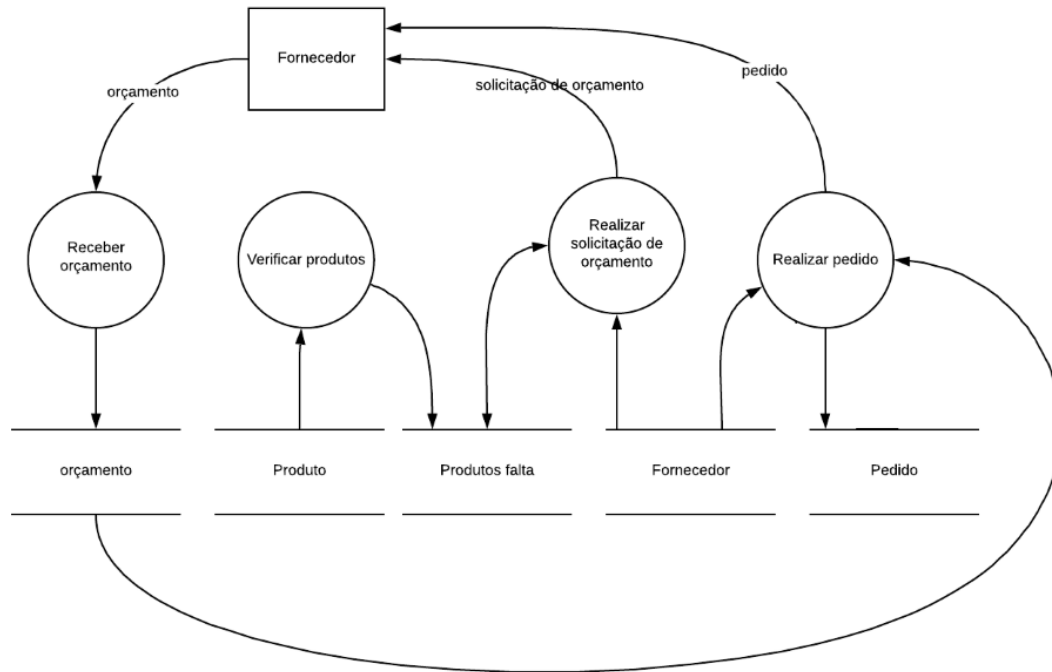 Fornecedor
orçamento
solicitação de orçamento
pedido
Receber
orçamento
Verificar produtos
Realizar
solicitação de
orçamento
Realizar pedido
orçamento
Produto
Produtos falta
Fornecedor
Pedido